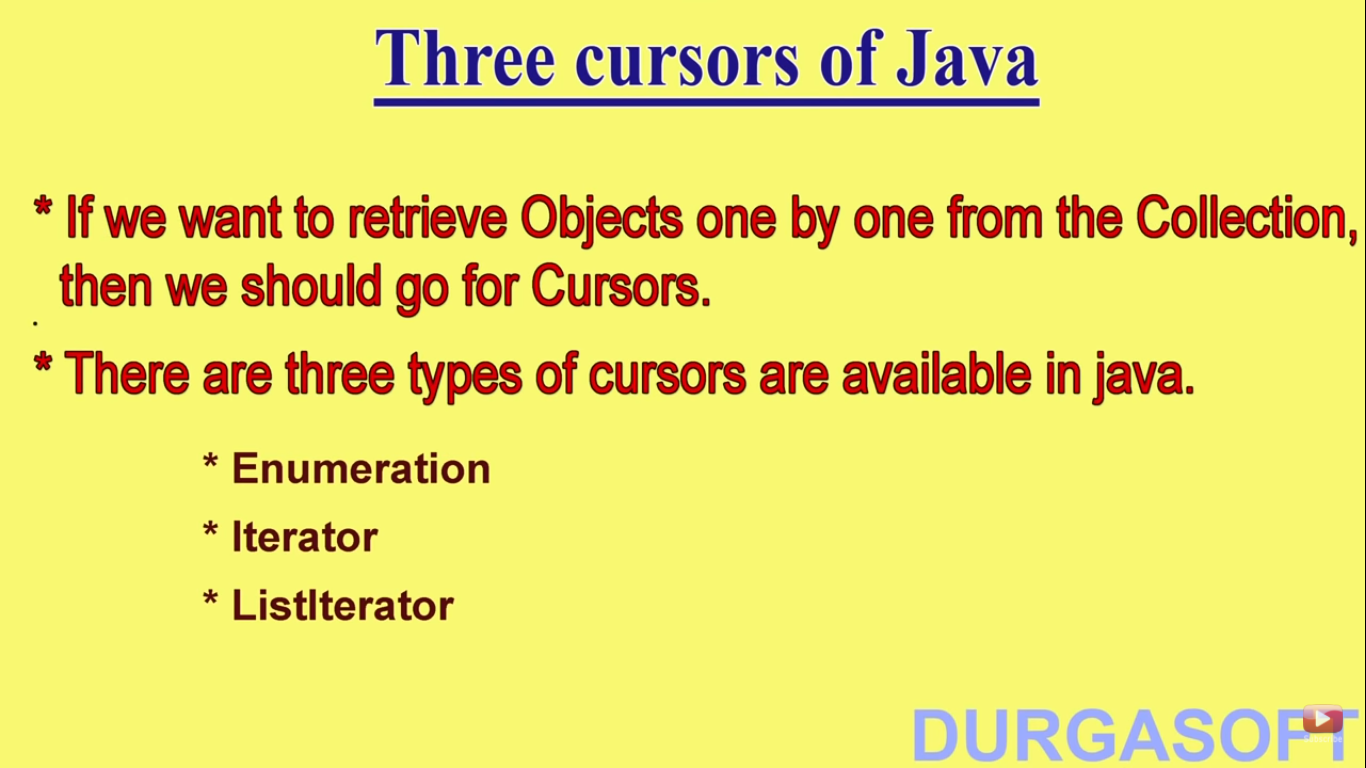 Three cursors of Java
* If we want to retrieve Objects one by one from the Collection,
then we should go for Cursors.
* There are three types of cursors are available in java.
* Enumeration
* Iterator
* ListIterator
DURGASOFT
Subscribe